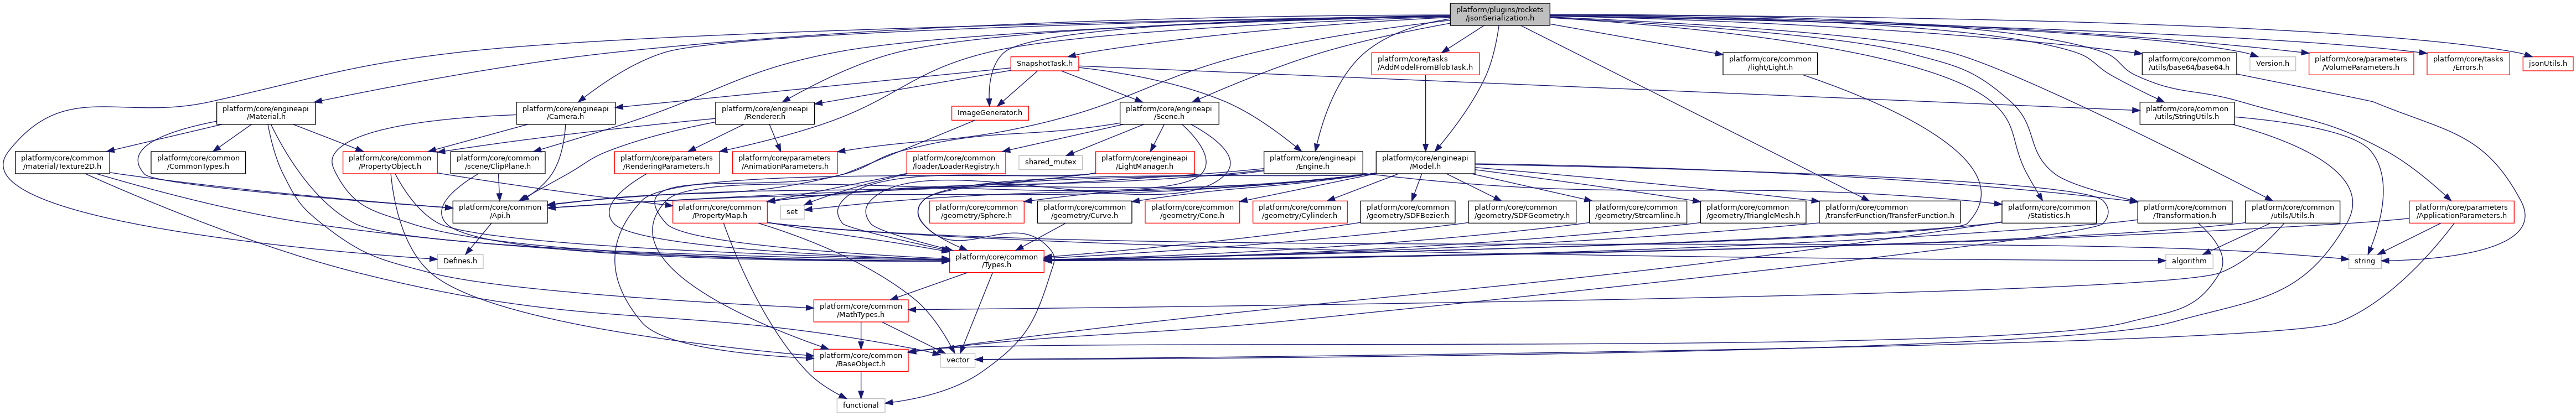 platform/plugins/rockets
/jsonSerialization.h
SnapshotTask.h
platform/core/tasks
/AddModelFromBlobTask.h
platform/core/common
/light/Light.h
platform/core/common
/utils/base64/base64.h
Version.h
platform/core/parameters
/VolumeParameters.h
platform/core/tasks
/Errors.h
jsonUtils.h
platform/core/engineapi
/Material.h
platform/core/engineapi
/Camera.h
platform/core/engineapi
/Renderer.h
ImageGenerator.h
platform/core/engineapi
/Scene.h
platform/core/common
/utils/StringUtils.h
platform/core/common
/material/Texture2D.h
platform/core/common
/CommonTypes.h
platform/core/common
/PropertyObject.h
platform/core/common
/scene/ClipPlane.h
platform/core/parameters
/RenderingParameters.h
platform/core/parameters
/AnimationParameters.h
platform/core/common
/loader/LoaderRegistry.h
shared_mutex
platform/core/engineapi
/LightManager.h
platform/core/engineapi
/Engine.h
platform/core/engineapi
/Model.h
platform/core/common
/Api.h
platform/core/common
/PropertyMap.h
set
platform/core/common
/geometry/Sphere.h
platform/core/common
/geometry/Curve.h
platform/core/common
/geometry/Cone.h
platform/core/common
/geometry/Cylinder.h
platform/core/common
/geometry/SDFBezier.h
platform/core/common
/geometry/SDFGeometry.h
platform/core/common
/geometry/Streamline.h
platform/core/common
/geometry/TriangleMesh.h
platform/core/common
/transferFunction/TransferFunction.h
platform/core/common
/Statistics.h
platform/core/common
/Transformation.h
platform/core/common
/utils/Utils.h
platform/core/parameters
/ApplicationParameters.h
Defines.h
platform/core/common
/Types.h
algorithm
string
platform/core/common
/MathTypes.h
platform/core/common
/BaseObject.h
vector
functional